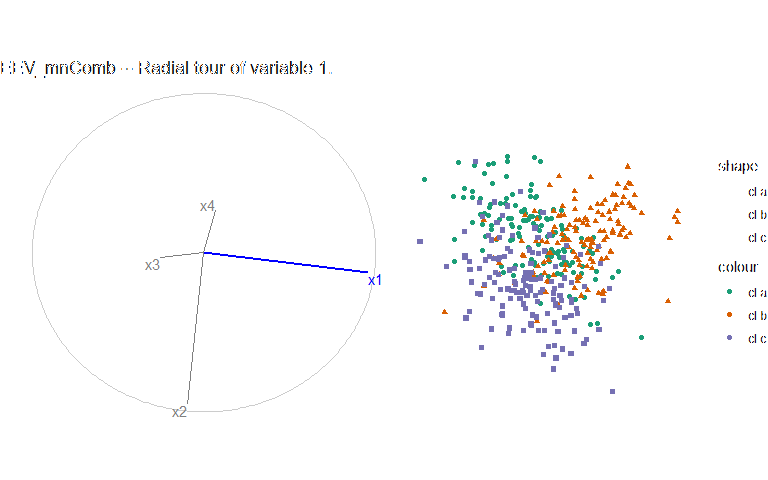 mnComb -- Radial tour of variable 1.
x4
x3
x1
x2
shape
cl a
cl b
cl c
colour
cl a
cl b
cl c